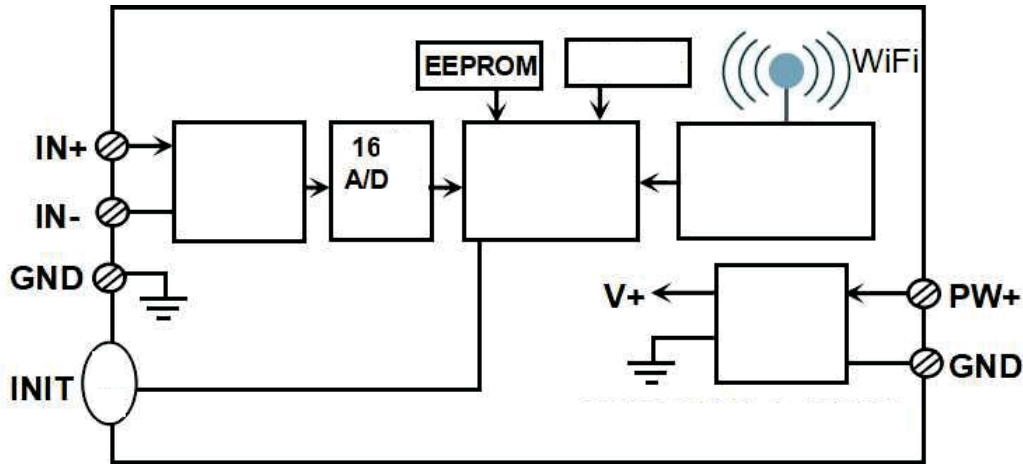 EEPROM
WiFi
IN+
16
A/D
IN-
GND
V+
PW+
INIT
GND